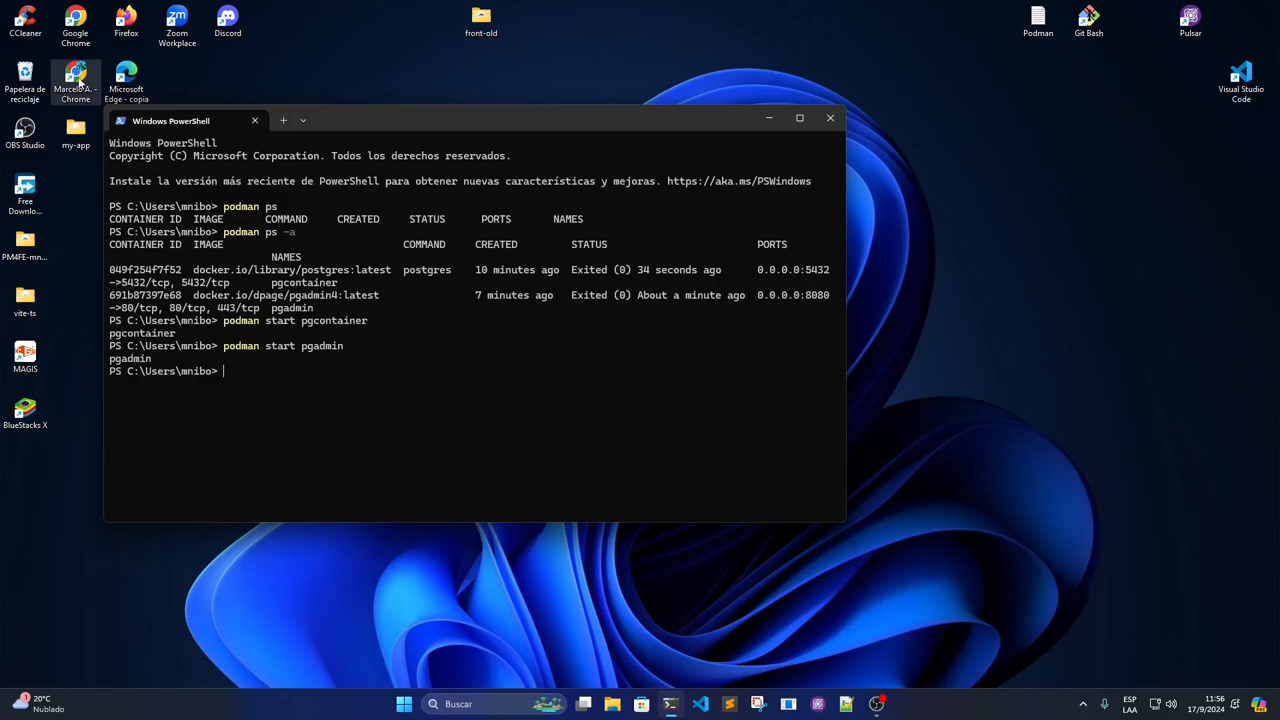 CCleaner
Google
Chrome
Firefox
Zoom
Workplace
Discord
front-old
Podman
Git Bash
Pulsar
Papelera de
reciclaje
Marcelo A. -
Chrome
Microsoft
Edge - copia
Visual Studio
Code
OBS Studio
my-app
Free
Downlo...
PM4FE-mn...
vite-ts
MAGIS
BlueStacks X
Windows PowerShell
Windows PowerShell
Copyright (C) Microsoft Corporation. Todos los derechos reservados.
Instale la versión más reciente de PowerShell para obtener nuevas características y mejoras. https://aka.ms/PSWindows
PS C:\Users\mnibo> podman ps
CONTAINER ID  IMAGE       COMMAND     CREATED     STATUS      PORTS       NAMES
PS C:\Users\mnibo> podman ps -a
CONTAINER ID  IMAGE                              COMMAND     CREATED         STATUS                         PORTS
NAMES
049f254f7f52  docker.io/library/postgres:latest  postgres    10 minutes ago  Exited (0) 34 seconds ago      0.0.0.0:5432
->5432/tcp, 5432/tcp       pgcontainer
691b87397e68  docker.io/dpage/pgadmin4:latest                7 minutes ago   Exited (0) About a minute ago  0.0.0.0:8080
->80/tcp, 80/tcp, 443/tcp  pgadmin
PS C:\Users\mnibo> podman start pgcontainer
pgcontainer
PS C:\Users\mnibo> podman start pgadmin
pgadmin
PS C:\Users\mnibo>
1
20°C
Nublado
Buscar
ESP
LAA
11:56
17/9/2024